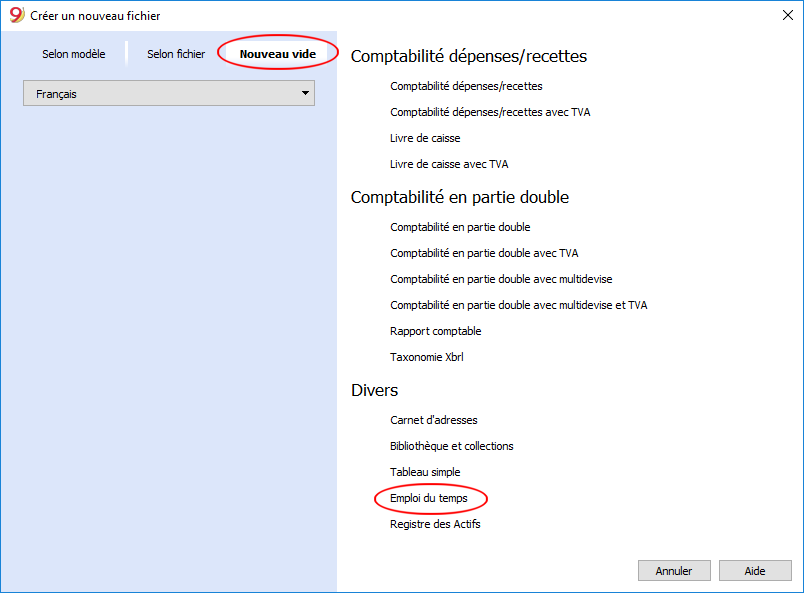 Créer un nouveau fichier
Selon modèle
Selon fichier
Nouveau vide
Français
Comptabilité dépenses/recettes
Comptabilité dépenses/recettes
Comptabilité dépenses/recettes avec TVA
Livre de caisse
Livre de caisse avec TVA
Comptabilité en partie double
Comptabilité en partie double
Comptabilité en partie double avec TVA
Comptabilité en partie double avec multidevise
Comptabilité en partie double avec multidevise et TVA
Rapport comptable
Taxonomie Xbrl
Divers
Carnet d'adresses
Bibliothèque et collections
Tableau simple
Emploi du temps
Registre des Actifs
Annuler
Aide